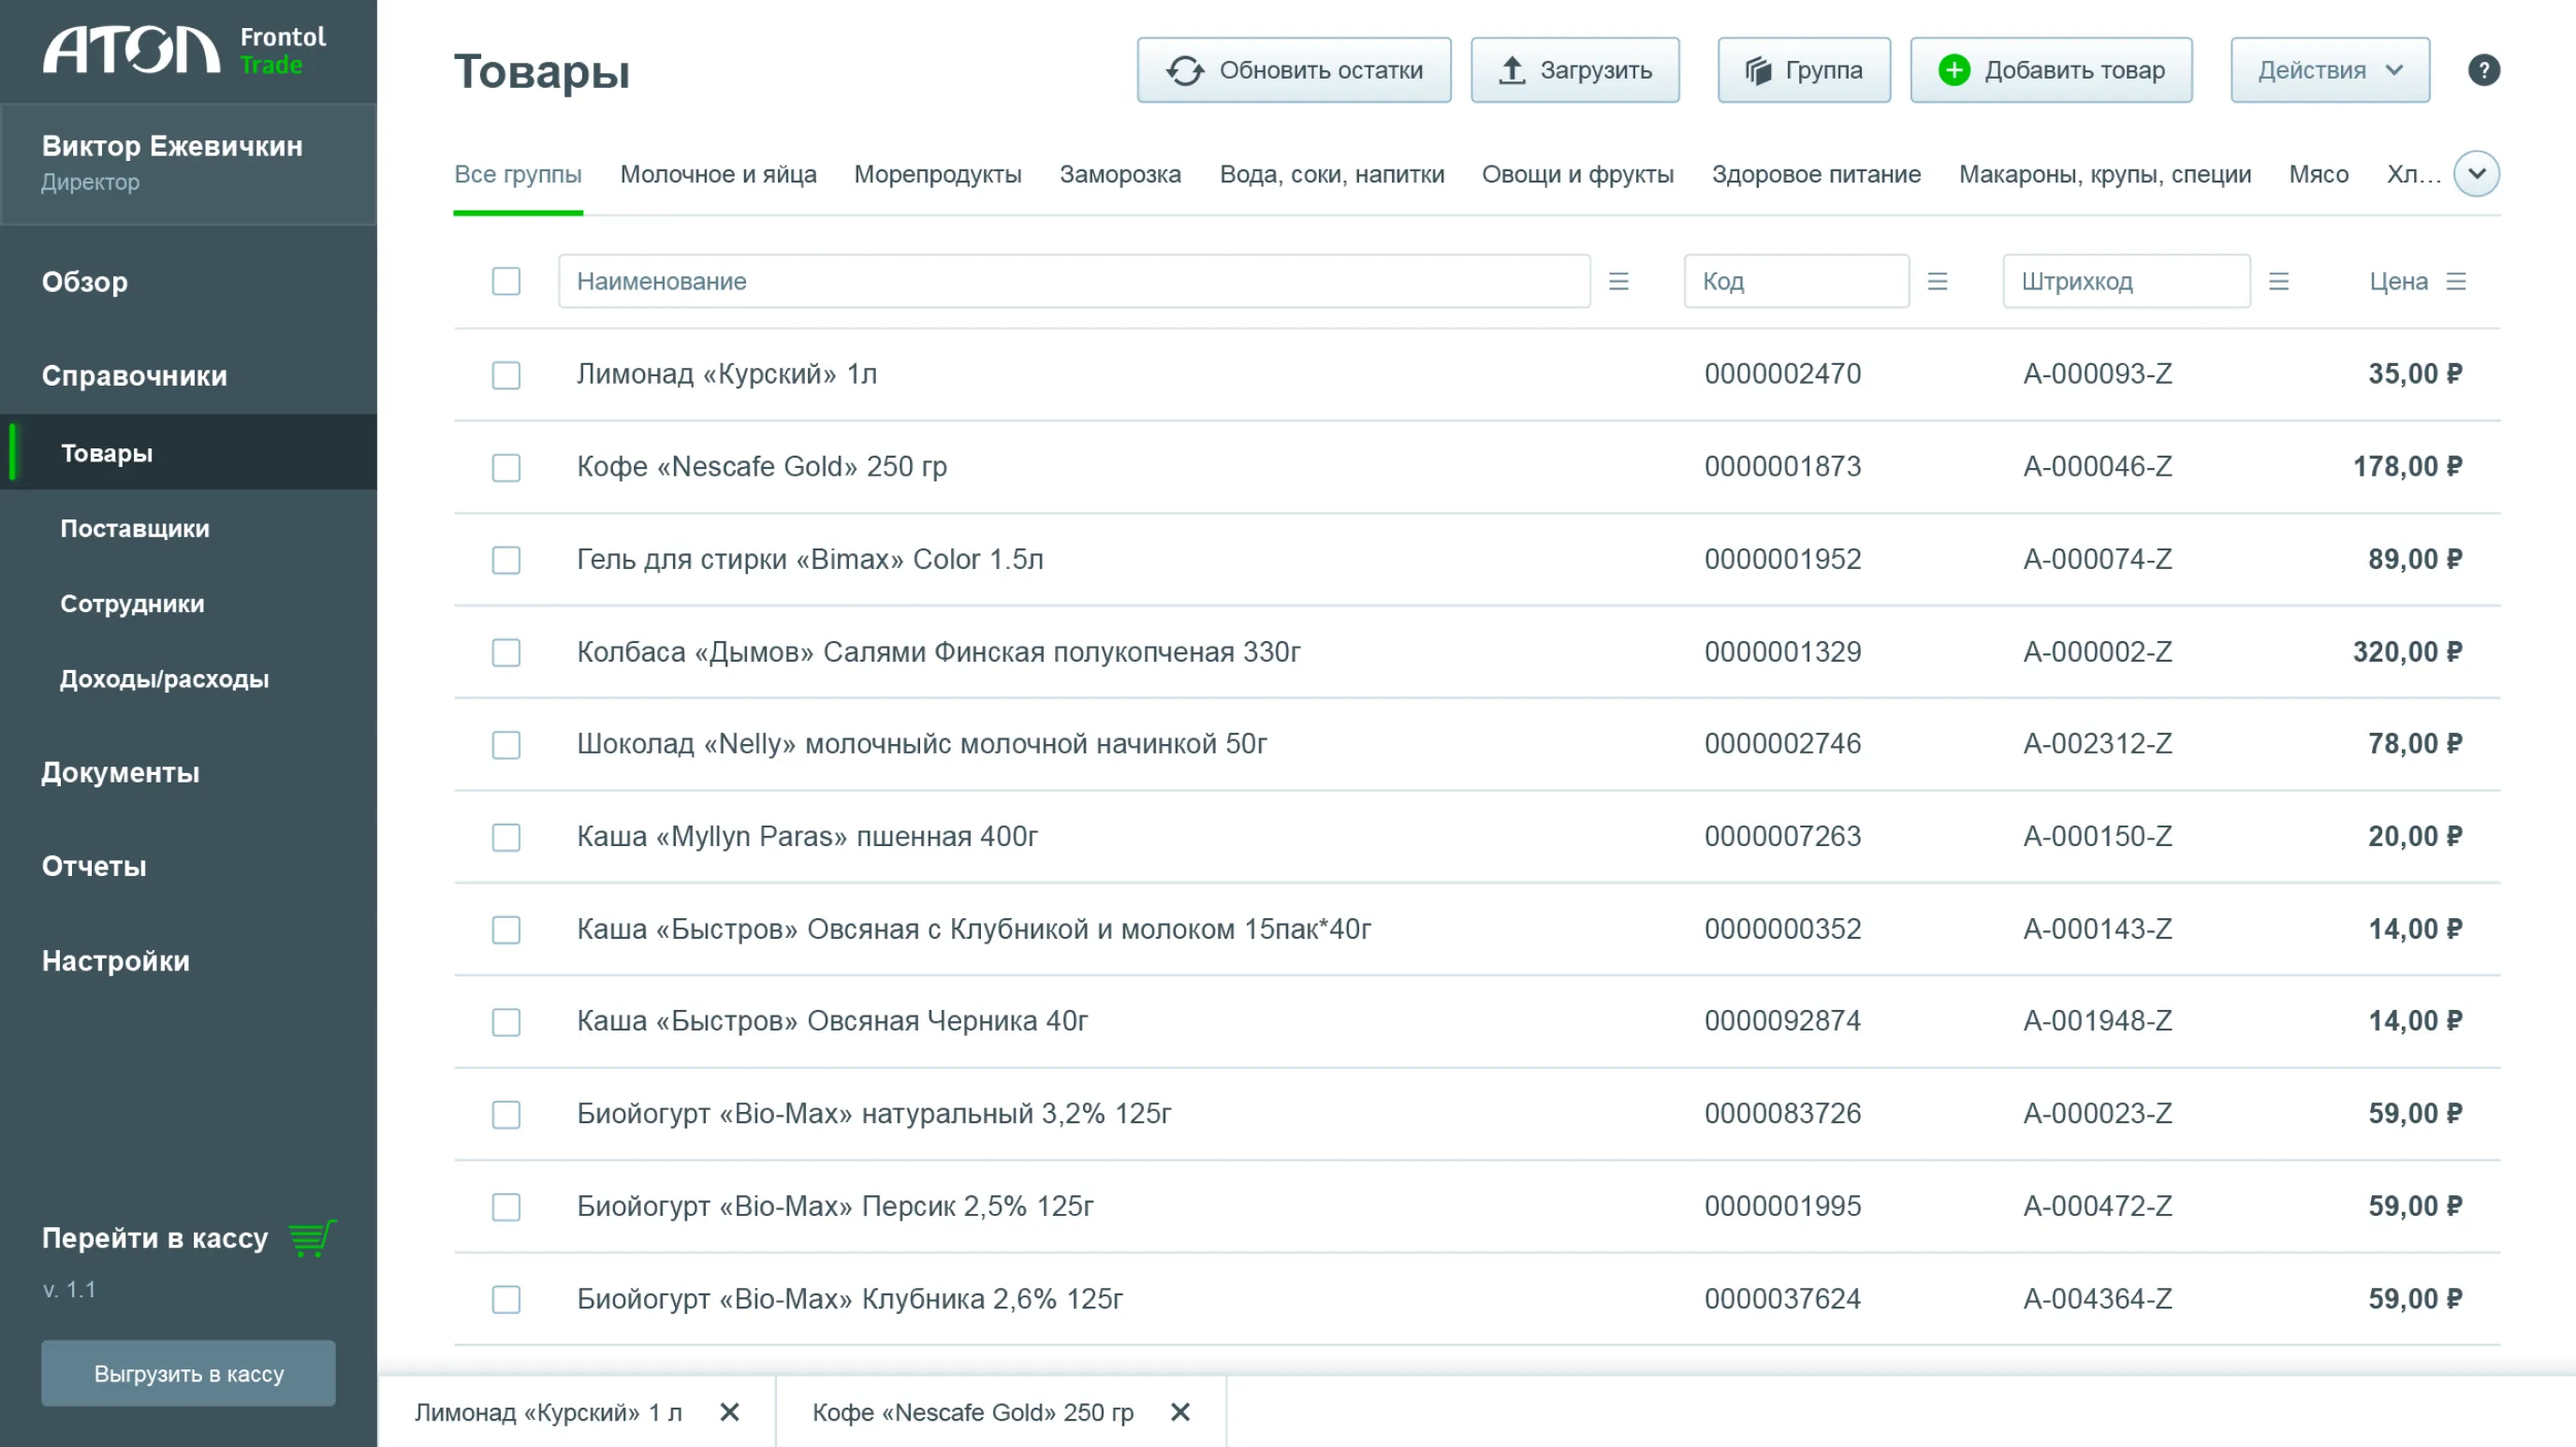 АТОЛ Frontol Trade
Виктор Ежевичкин
Директор
Обзор
Справочники
Товары
Поставщики
Сотрудники
Доходы/расходы
Документы
Отчеты
Настройки
Перейти в кассу
v. 1.1
Выгрузить в кассу
Товары
Обновить остатки Загрузить Группа Добавить товар Действия ?
Все группы Молочное и яйца Морепродукты Заморозка Вода, соки, напитки Овощи и фрукты Здоровое питание Макароны, крупы, специи Мясо Хл...
Наименование Код Штрихкод Цена
Лимонад «Курский» 1л 0000002470 A-000093-Z 35,00 ₽
Кофе «Nescafe Gold» 250 гр 0000001873 A-000046-Z 178,00 ₽
Гель для стирки «Bimax» Color 1.5л 0000001952 A-000074-Z 89,00 ₽
Колбаса «Дымов» Салями Финская полукопченая 330г 0000001329 A-000002-Z 320,00 ₽
Шоколад «Nelly» молочныйс молочной начинкой 50г 0000002746 A-002312-Z 78,00 ₽
Каша «Myllyn Paras» пшенная 400г 0000007263 A-000150-Z 20,00 ₽
Каша «Быстров» Овсяная с Клубникой и молоком 15пак*40г 0000000352 A-000143-Z 14,00 ₽
Каша «Быстров» Овсяная Черника 40г 0000092874 A-001948-Z 14,00 ₽
Биойогурт «Bio-Max» натуральный 3,2% 125г 0000083726 A-000023-Z 59,00 ₽
Биойогурт «Bio-Max» Персик 2,5% 125г 0000001995 A-000472-Z 59,00 ₽
Биойогурт «Bio-Max» Клубника 2,6% 125г 0000037624 A-004364-Z 59,00 ₽
Лимонад «Курский» 1 л Кофе «Nescafe Gold» 250 гр